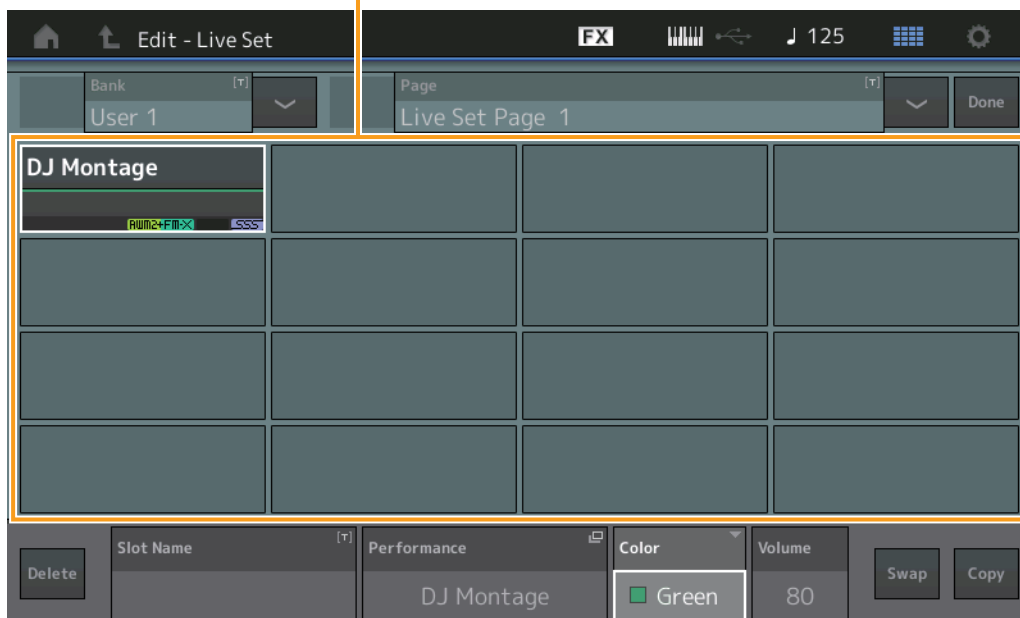 Edit - Live Set
FX
125
Bank [T]
User 1
Page [T]
Live Set Page 1
Done
DJ Montage
AWM2+FM-X SSS
Delete
Slot Name [T]
Performance
DJ Montage
Color
Green
Volume
80
Swap
Copy